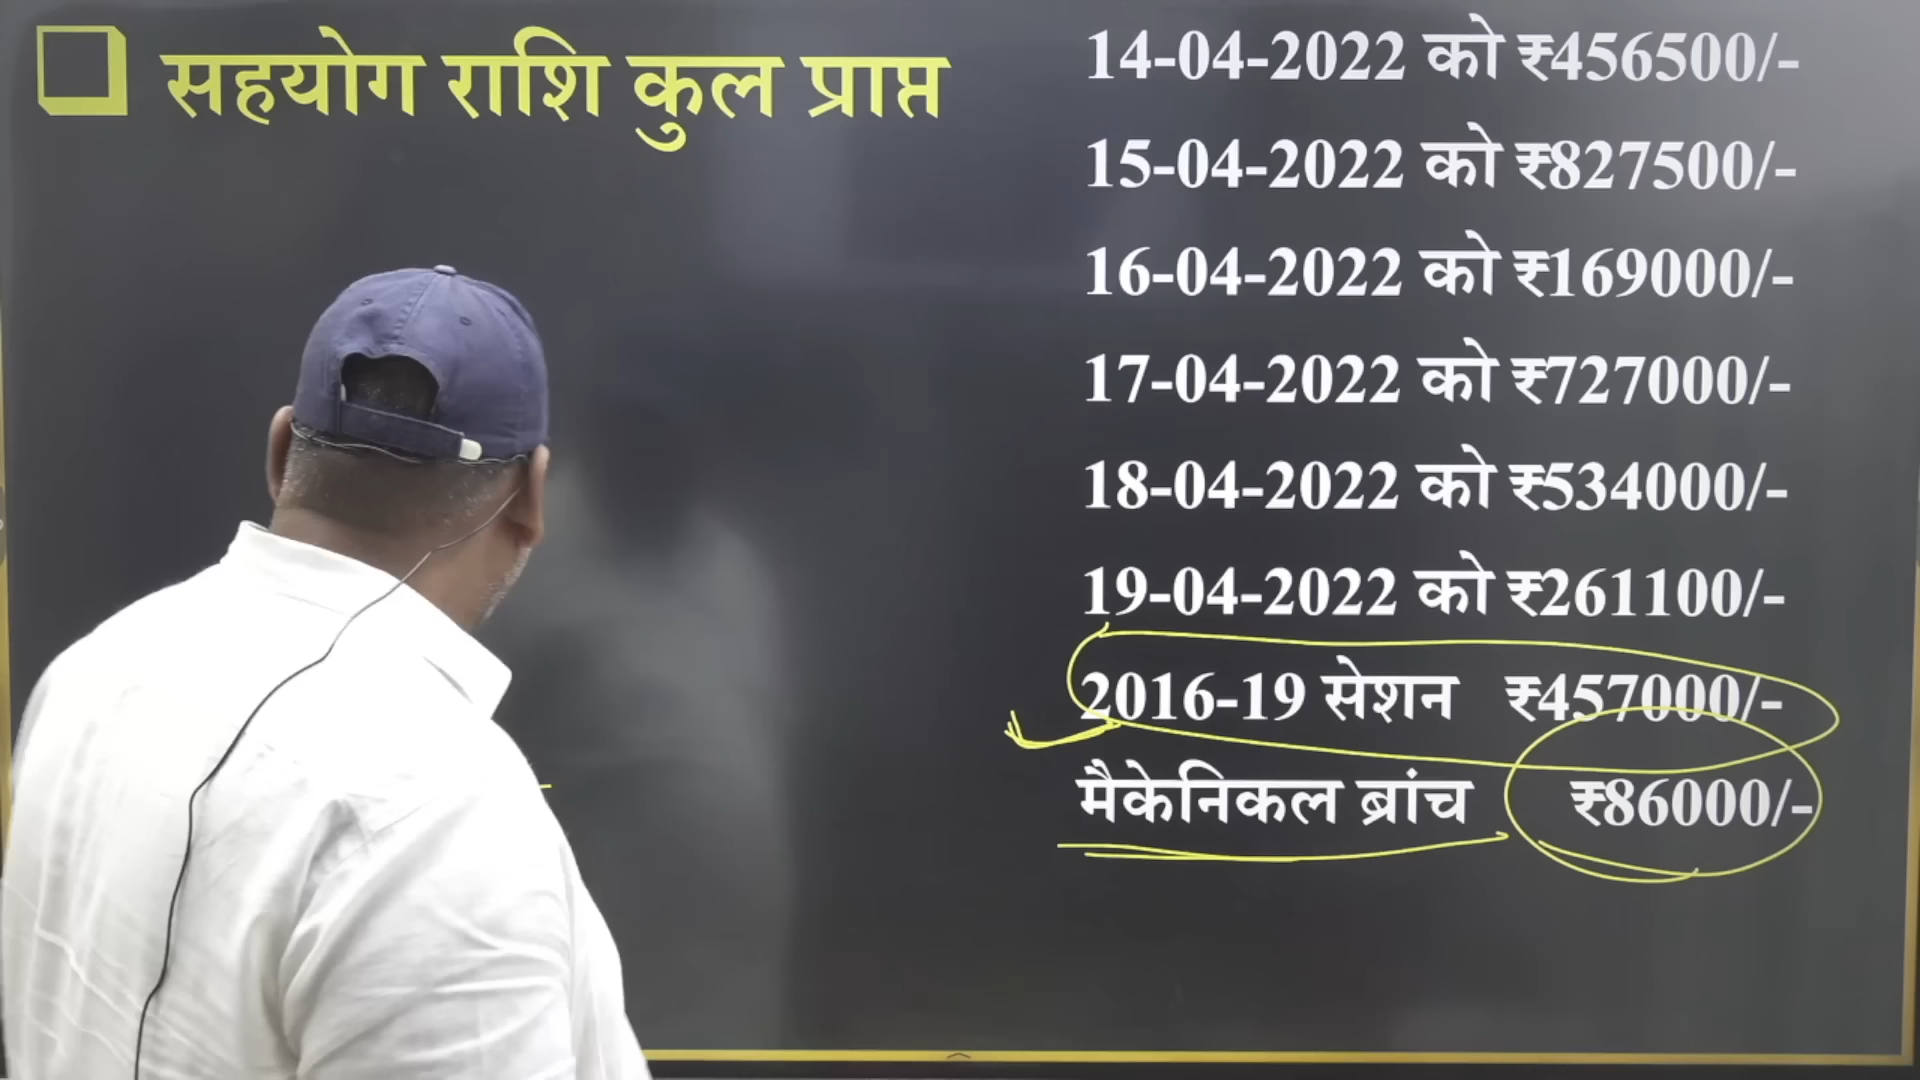 सहयोग राशि कुल प्राप्त
14-04-2022 को ₹456500/-
15-04-2022 को ₹827500/-
16-04-2022 को ₹169000/-
17-04-2022 को ₹727000/-
18-04-2022 को ₹534000/-
19-04-2022 को ₹261100/-
2016-19 सेशन ₹457000/-
मैकेनिकल ब्रांच ₹86000/-